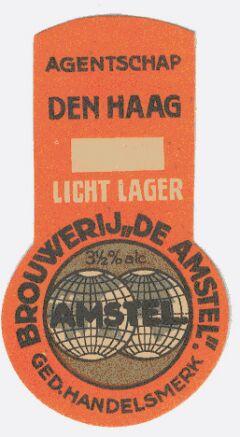 AGENTSCHAP
DEN HAAG
LICHT LAGER
BROUWERIJ „DE AMSTEL"
3½% alc.
AMSTEL.
GED. HANDELSMERK